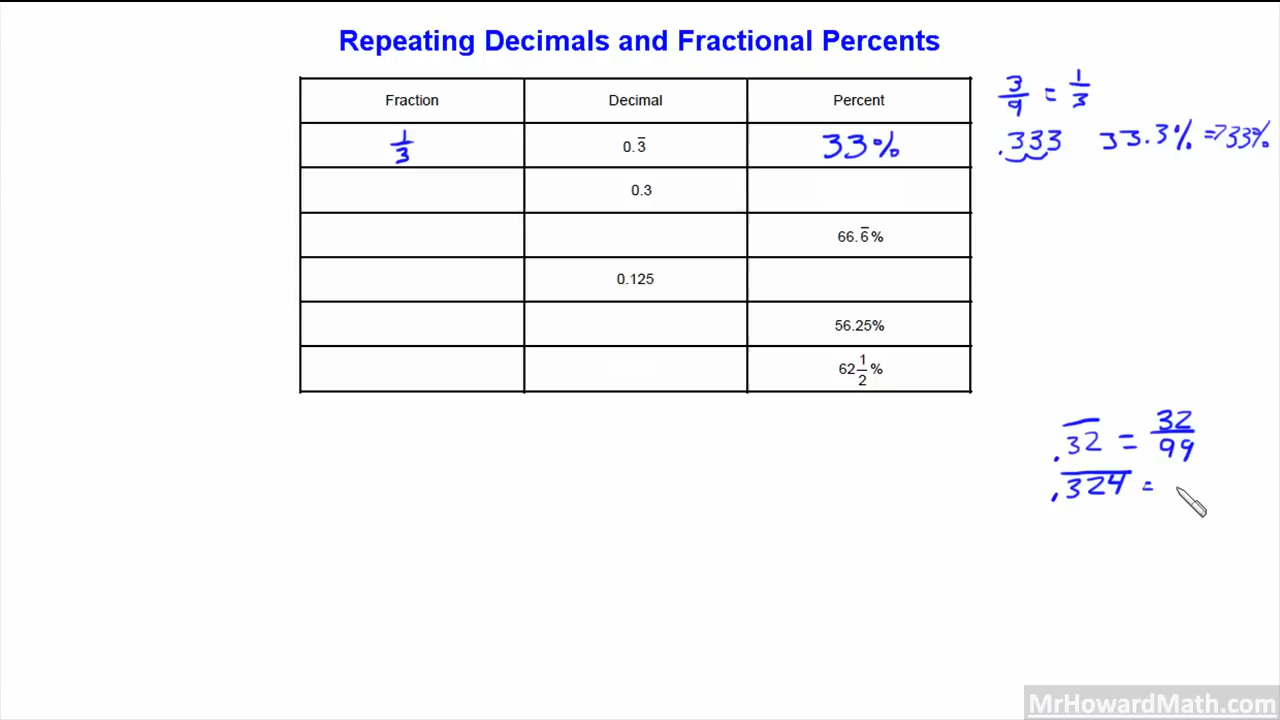 Repeating Decimals and Fractional Percents
Fraction Decimal Percent
1/3 0.3̅ 33%
0.3
66.6̅%
0.125
56.25%
62 1/2 %
3/9 = 1/3
.333 33.3% => 33%
.3̅2̅ = 32/99
.3̅2̅4̅ =
MrHowardMath.com